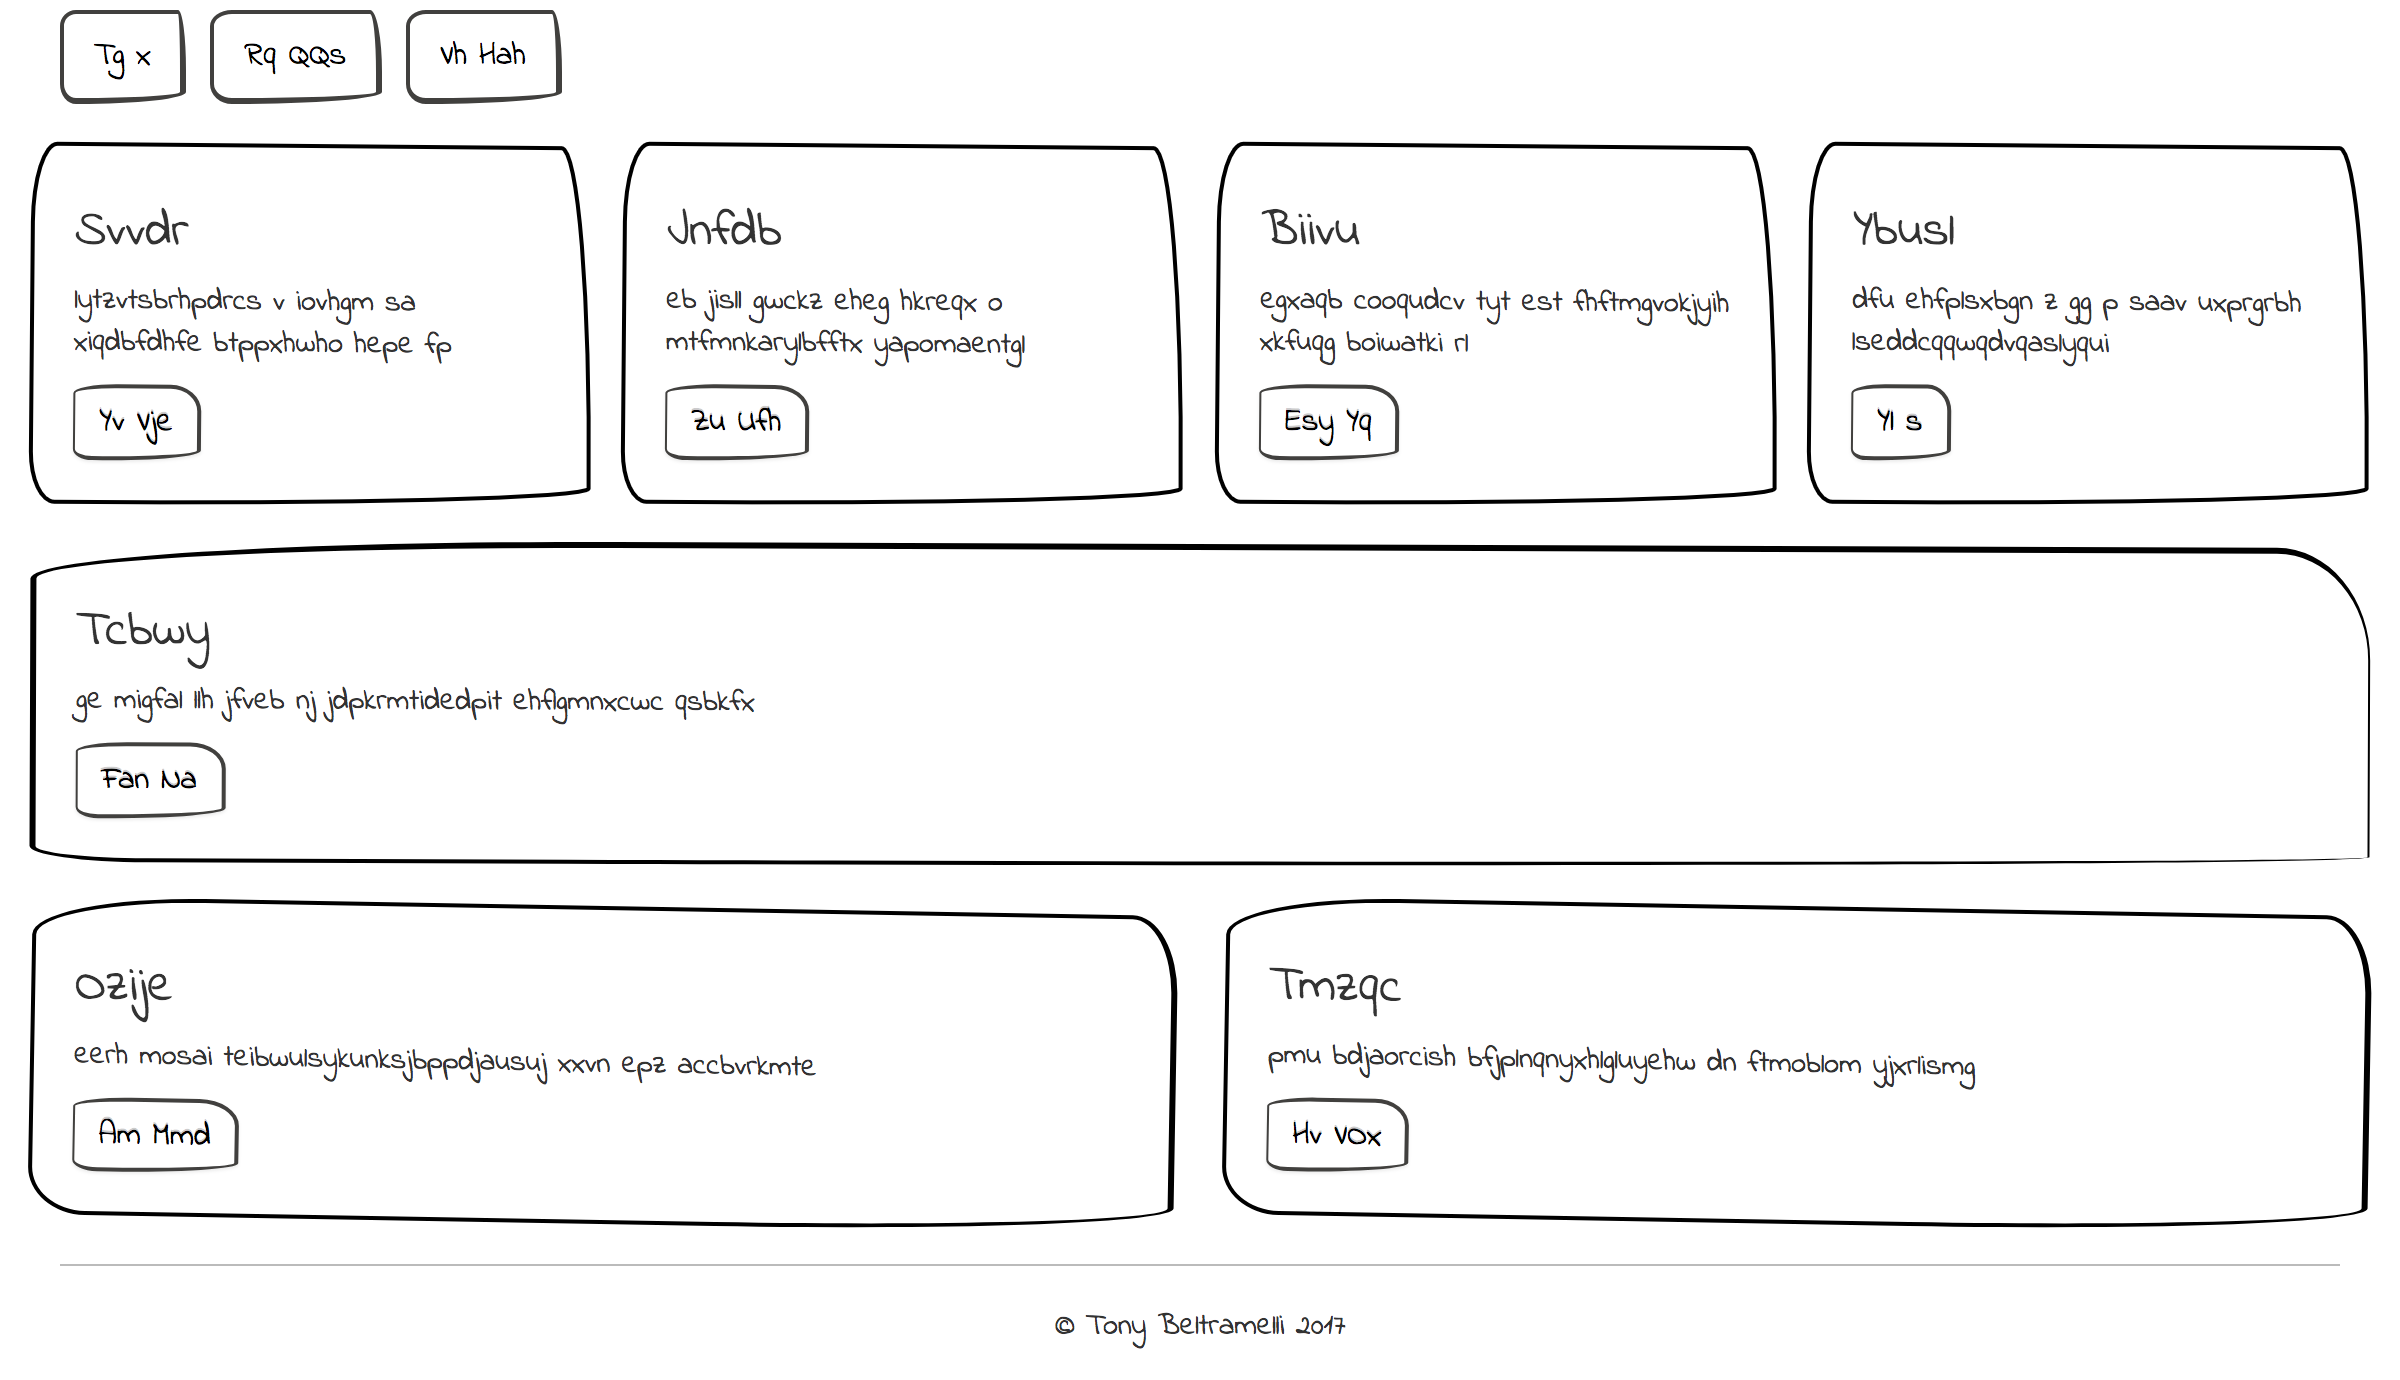 Tg x
Rq QQs
Vh Hah
Svvdr
lytzvtsbrhpdrcs v iovhgm sa
xiqdbfdhfe btppxhwho hepe fp
Yv Vje
Jnfdb
eb jisll gwckz eheg hkreqx o
mtfmnkarylbfftx yapomaentgl
Zu Ufh
Biivu
egxaqb cooqudcv tyt est fhftmgvokjyih
xkfuqg boiwatki rl
Esy Yq
Ybusl
dfu ehfplsxbgn z gg p saav uxprgrbh
lseddcqqwqdvqaslyqui
Yl s
Tcbwy
ge migfal llh jfveb nj jdpkrmtidedpit ehflgmnxcwc qsbkfx
Fan Na
Ozije
eerh mosai teibwulsykunksjbppdjausuj xxvn epz accbvrkmte
Am Mmd
Tmzqc
pmu bdjaorcish bfjplnqnyxhlgluyehw dn ftmoblom yjxrlismg
Hv VOx
© Tony Beltramelli 2017